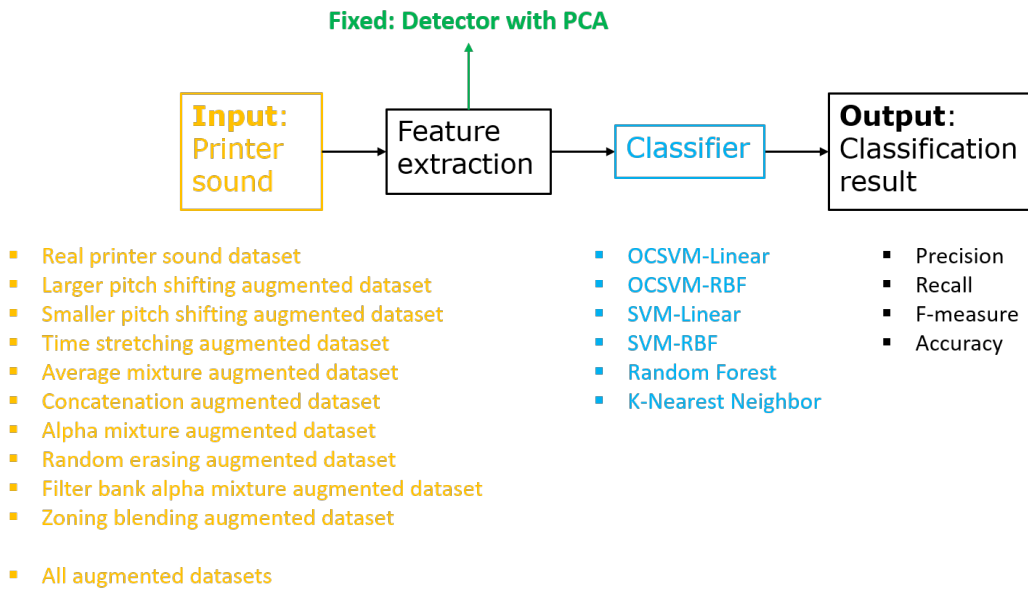 Fixed: Detector with PCA
Input:
Printer
sound
Feature
extraction
Classifier
Output:
Classification
result
▪ Real printer sound dataset
▪ Larger pitch shifting augmented dataset
▪ Smaller pitch shifting augmented dataset
▪ Time stretching augmented dataset
▪ Average mixture augmented dataset
▪ Concatenation augmented dataset
▪ Alpha mixture augmented dataset
▪ Random erasing augmented dataset
▪ Filter bank alpha mixture augmented dataset
▪ Zoning blending augmented dataset
▪ All augmented datasets
▪ OCSVM-Linear
▪ OCSVM-RBF
▪ SVM-Linear
▪ SVM-RBF
▪ Random Forest
▪ K-Nearest Neighbor
▪ Precision
▪ Recall
▪ F-measure
▪ Accuracy